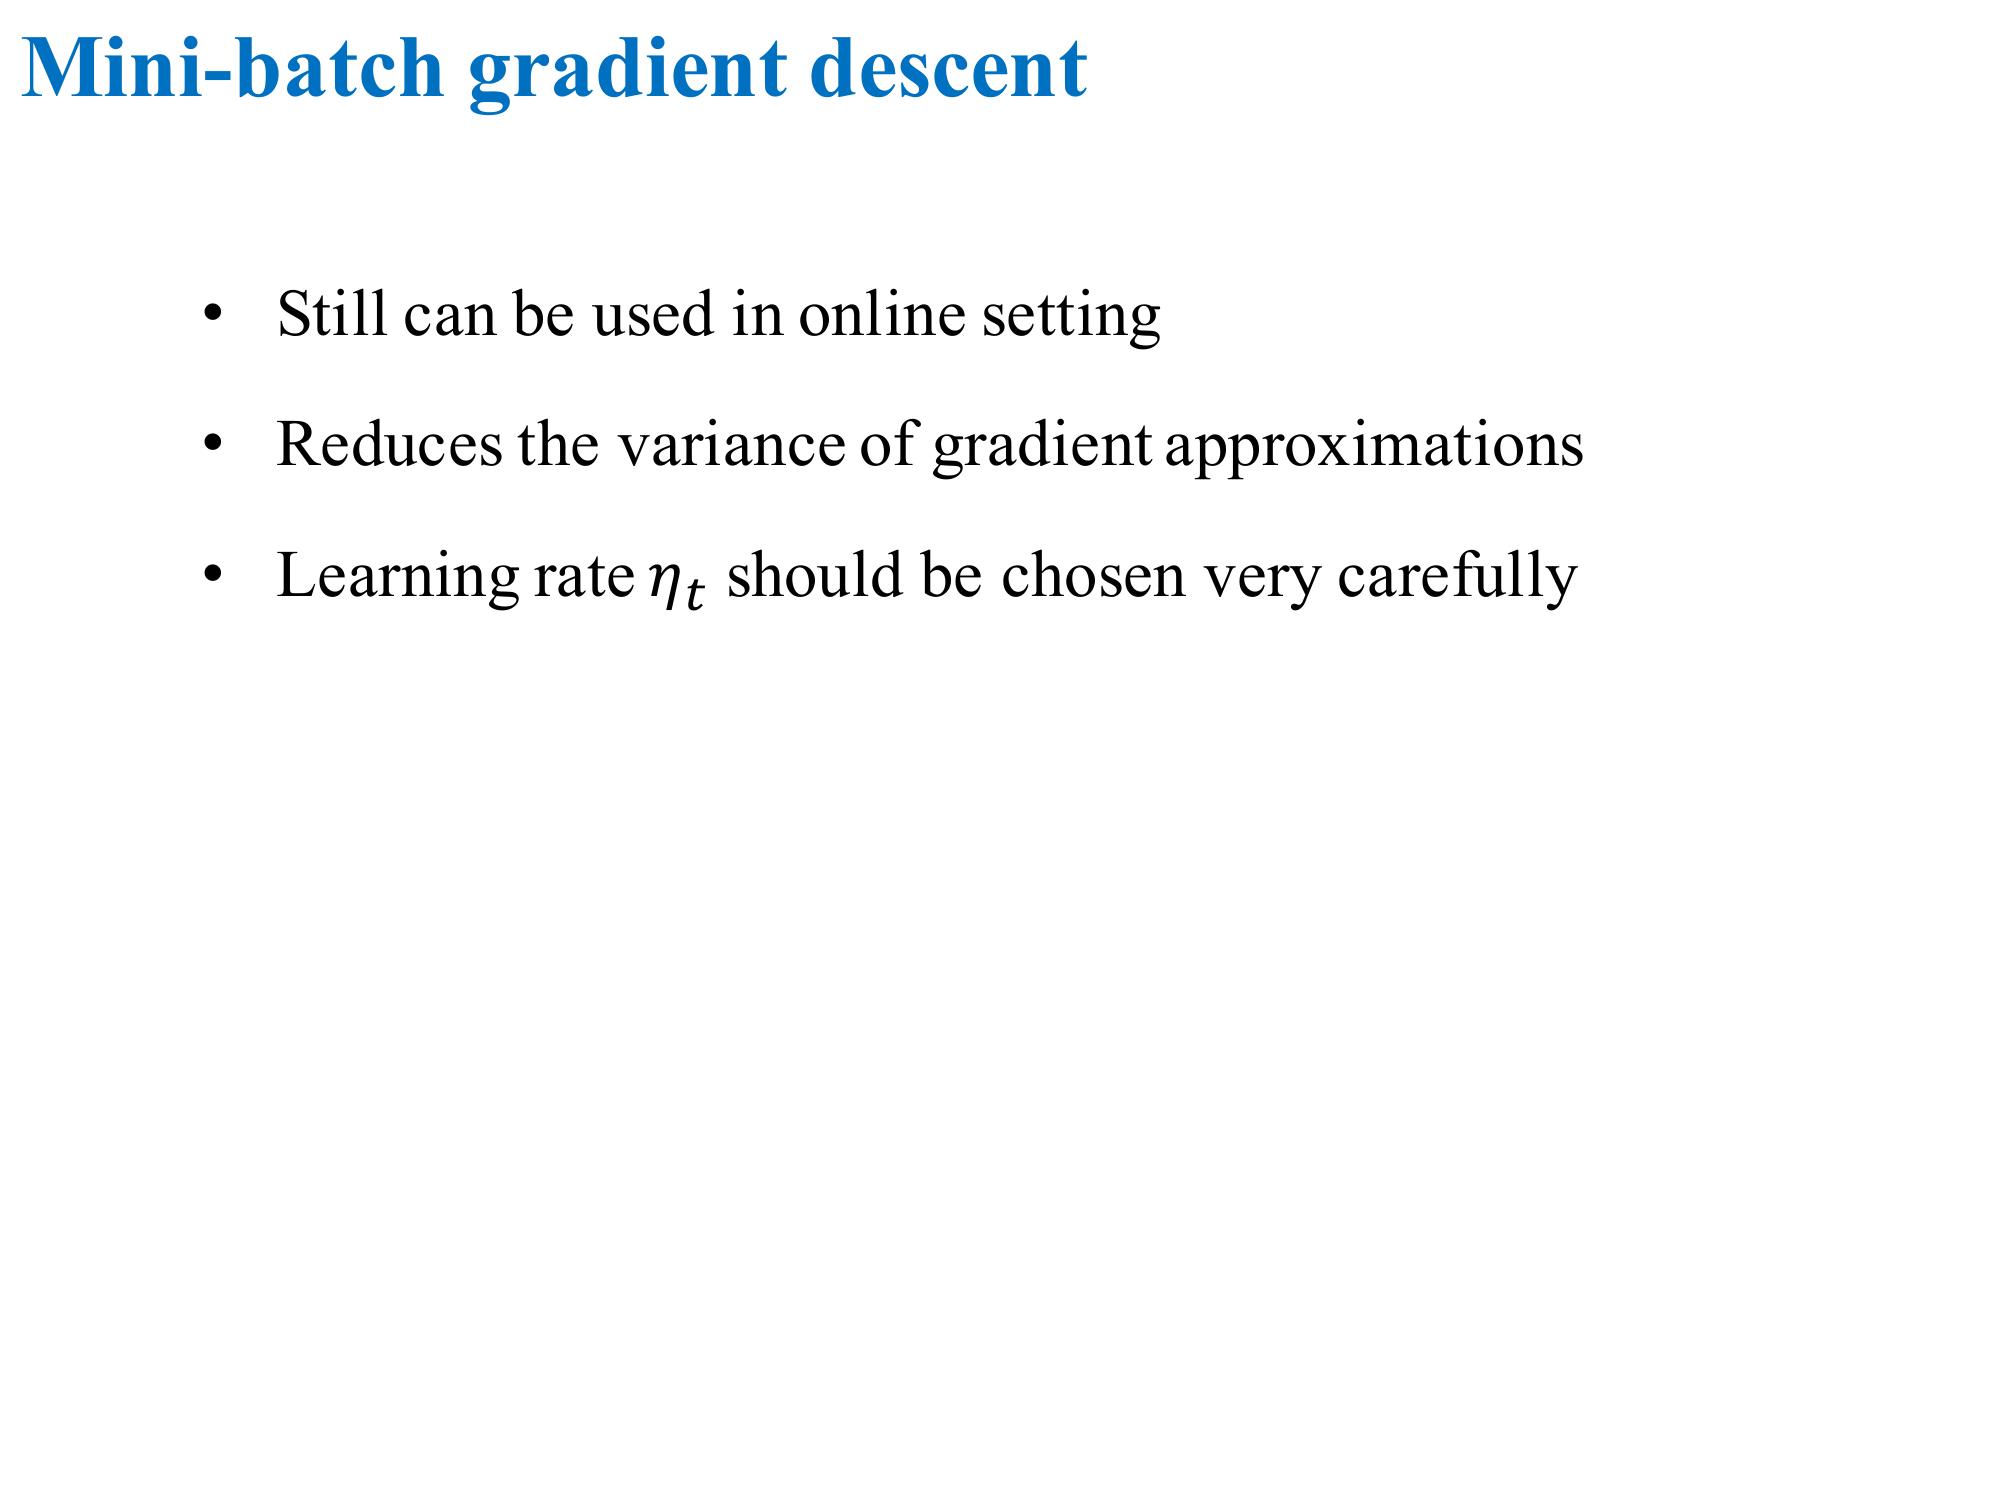 Mini-batch gradient descent
• Still can be used in online setting
• Reduces the variance of gradient approximations
• Learning rate 𝜂ₜ should be chosen very carefully